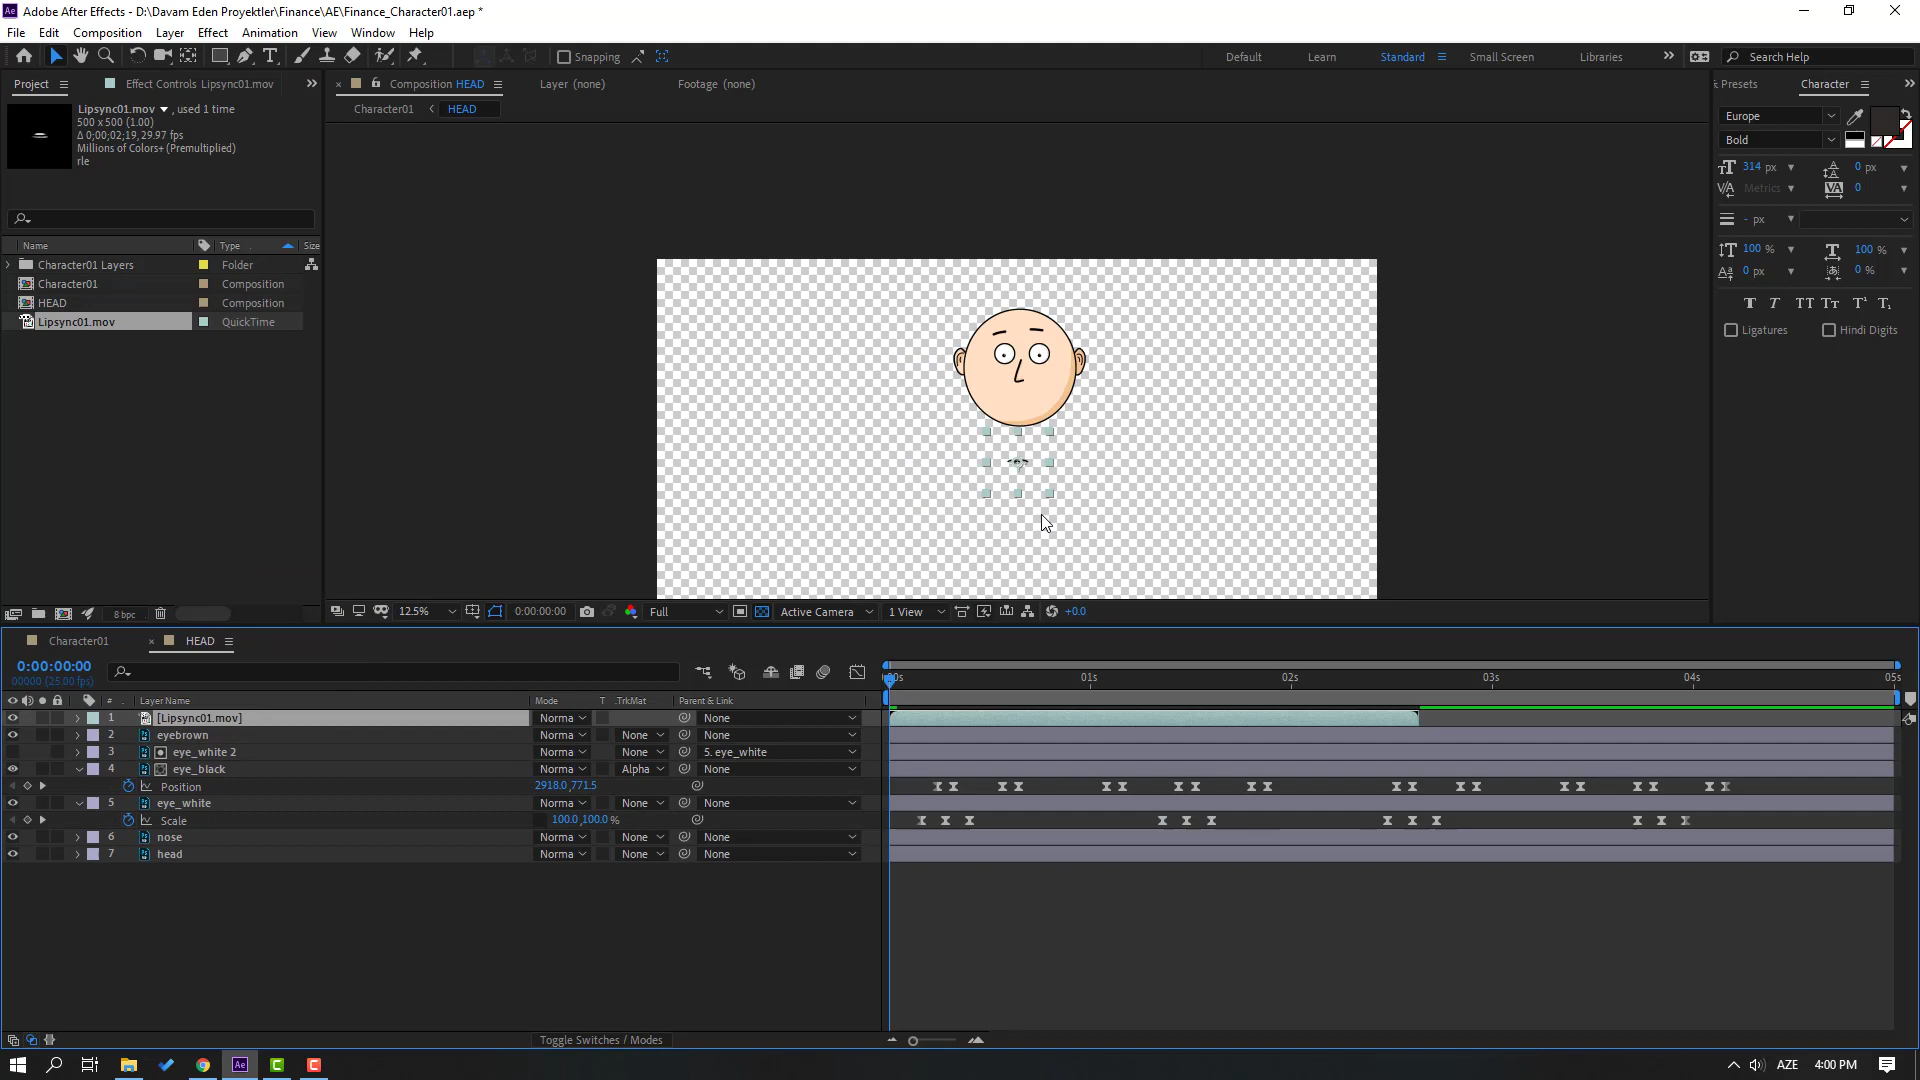 Adobe After Effects - D:\Davam Eden Proyektler\Finance\AE\Finance_Character01.aep *
File Edit Composition Layer Effect Animation View Window Help
Snapping
Default Learn Standard Small Screen Libraries
Search Help
Project
Effect Controls Lipsync01.mov
Composition HEAD
Layer (none)
Footage (none)
Presets
Character
Lipsync01.mov , used 1 time
500 x 500 (1.00)
Δ 0;00;02;19, 29.97 fps
Millions of Colors+ (Premultiplied)
rle
Character01
HEAD
Europe
Bold
314 px
0 px
Metrics
0
- px
100 %
100 %
0 px
0 %
Ligatures
Hindi Digits
Name Type Size
Character01 Layers Folder
Character01 Composition
HEAD Composition
Lipsync01.mov QuickTime
8 bpc
12.5%
0:00:00:00
Full
Active Camera
1 View
+0.0
Character01
HEAD
0:00:00:00
00000 (25.00 fps)
01s 02s 03s 04s 05s
# Layer Name Mode T .TrkMat Parent & Link
1 [Lipsync01.mov] Norma None
2 eyebrown Norma None None
3 eye_white 2 Norma None 5. eye_white
4 eye_black Norma Alpha None
Position 2918.0,771.5
5 eye_white Norma None None
Scale 100.0,100.0 %
6 nose Norma None None
7 head Norma None None
Toggle Switches / Modes
AZE
4:00 PM